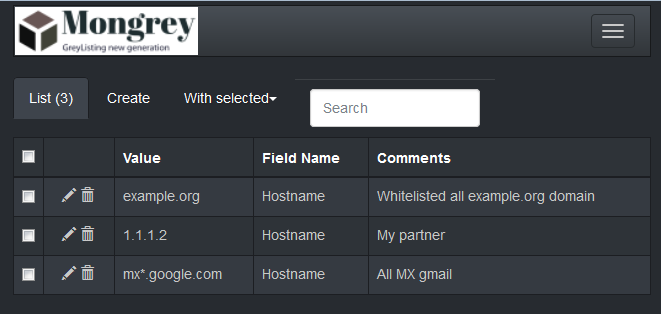 Mongrey
GreyListing new generation
List (3) Create With selected Search
Value Field Name Comments
example.org Hostname Whitelisted all example.org domain
1.1.1.2 Hostname My partner
mx*.google.com Hostname All MX gmail